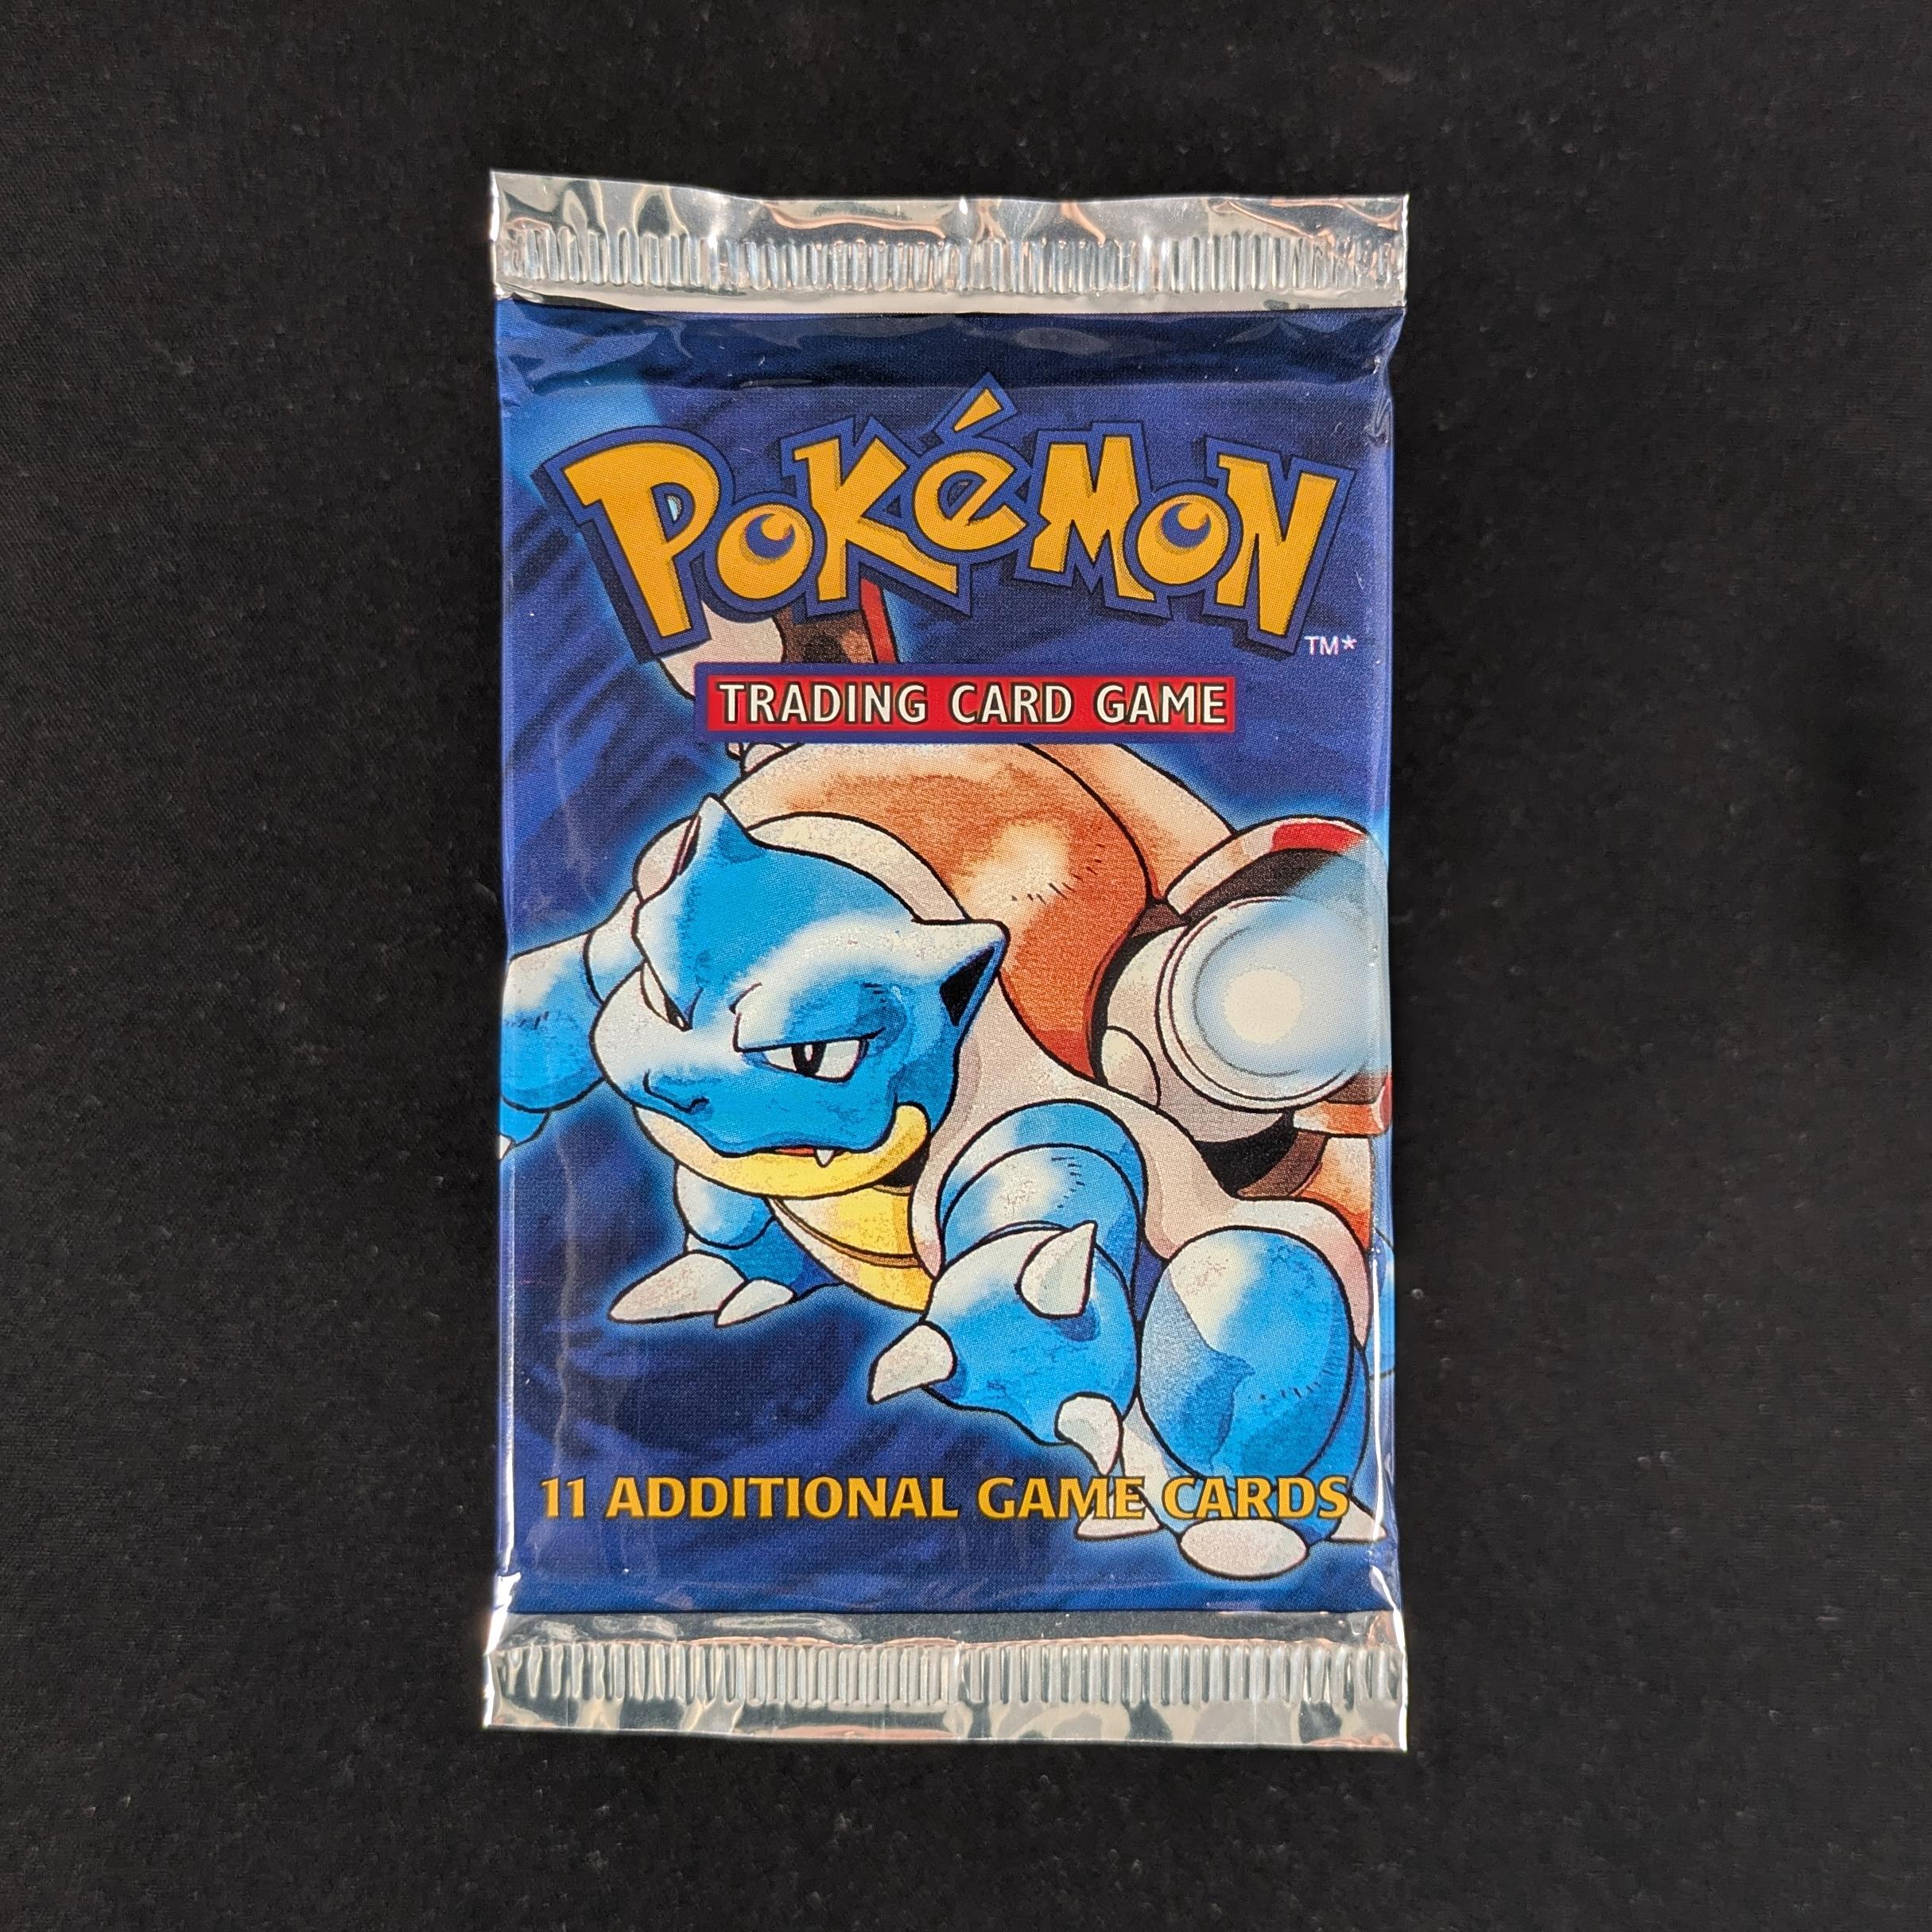 POKéMON
TM*
TRADING CARD GAME
11 ADDITIONAL GAME CARDS